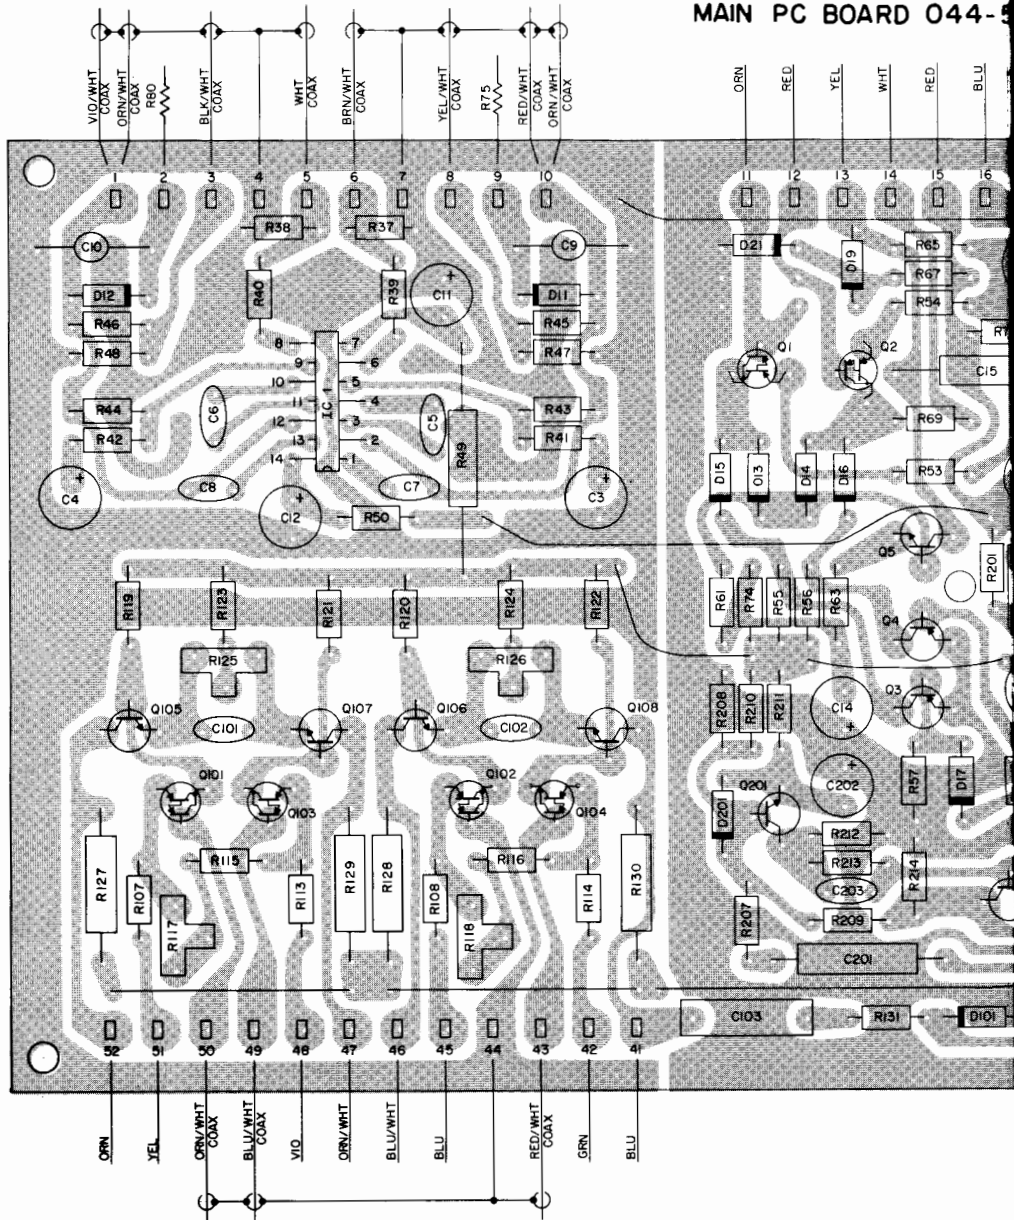 MAIN PC BOARD 044-5
VIO/WHT COAX
ORN/WHT COAX
R80
BLK/WHT COAX
WHT COAX
BRN/WHT COAX
YEL/WHT COAX
R75
RED/WHT COAX
ORN/WHT COAX
ORN
RED
YEL
WHT
RED
BLU
1 2 3 4 5 6 7 8 9 10 11 12 13 14 15 16
R38 R37
C10 C9 D21 D19 R65
R67
D12 R40 R39 C11 D11 R54
R46 R45
R48 8 7 R47 Q1 Q2
9 6 C15
10 5
R44 C6 11 IC 4 C5 R43 R69
R42 12 3 R49 R41
13 2
14 1 D15 D13 D14 D16 R53
C4 C8 C7 C3
C12 R50
Q5
R201
R119 R123 R121 R120 R124 R122 R61 R74 R55 R56 R63
Q4
R125 R126
Q3
Q105 C101 Q107 Q106 C102 Q108 R208 R210 R211 C14
Q101 Q102 Q201 C202 R57 D17
Q103 Q104 D201
R212
R115 R116 R213 R214
R127 R107 R113 R129 R128 R108 R114 R130 C203
R117 R118 R207 R209
C201
C103 R131 D101
52 51 50 49 48 47 46 45 44 43 42 41
ORN
YEL
ORN/WHT COAX
BLU/WHT COAX
VIO
ORN/WHT
BLU/WHT
BLU
RED/WHT COAX
GRN
BLU